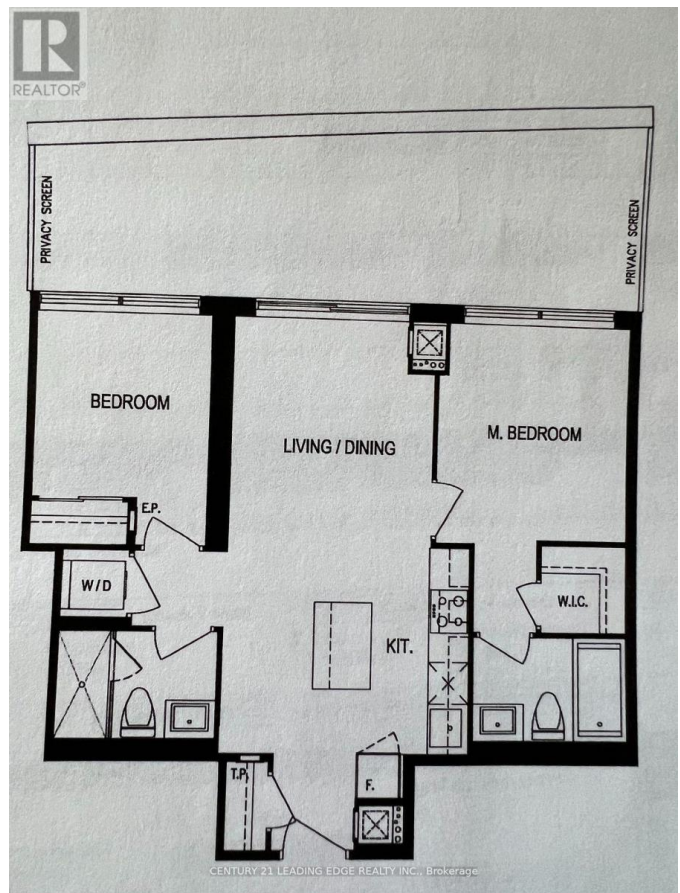 R
REALTOR®
PRIVACY SCREEN
PRIVACY SCREEN
BEDROOM
LIVING / DINING
M. BEDROOM
E.P.
W/D
W.I.C.
KIT.
T.P.
F.
CENTURY 21 LEADING EDGE REALTY INC., Brokerage